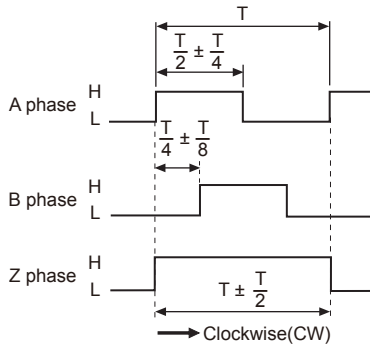 T
T/2 ± T/4
A phase H
L
T/4 ± T/8
B phase H
L
Z phase H
L
T ± T/2
Clockwise(CW)